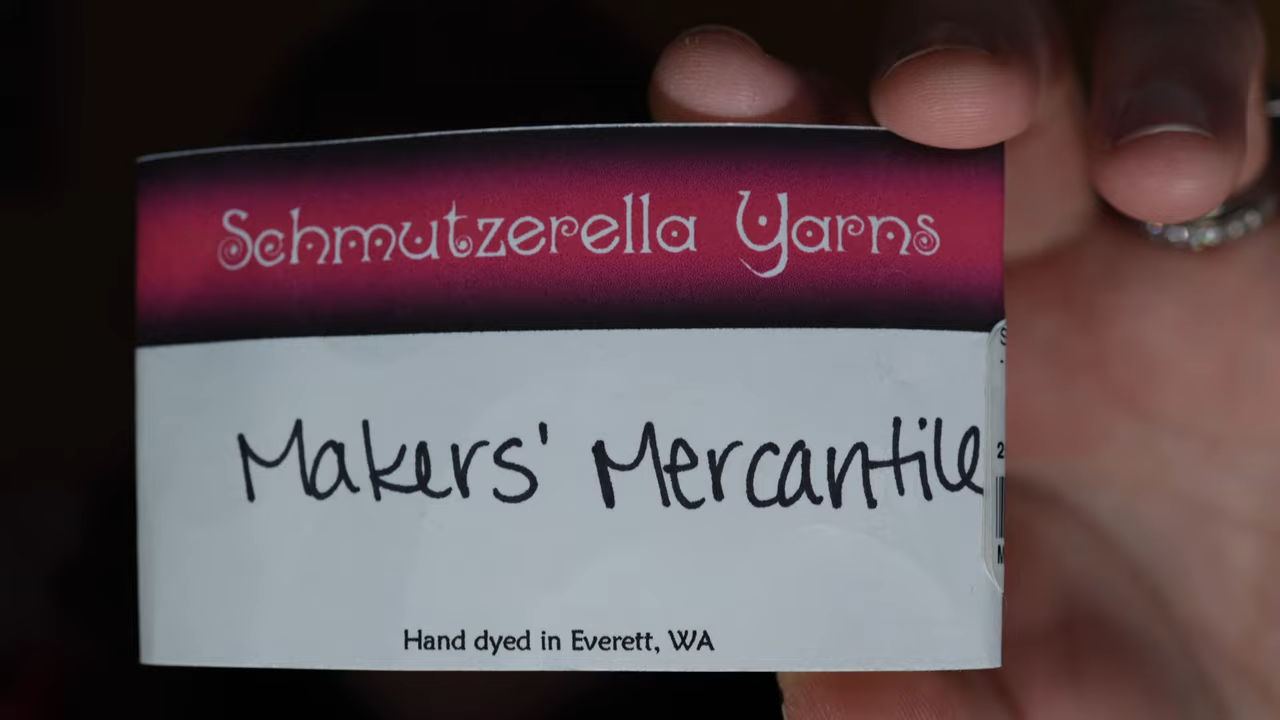 Schmutzerella Yarns
Makers' Mercantile
Hand dyed in Everett, WA